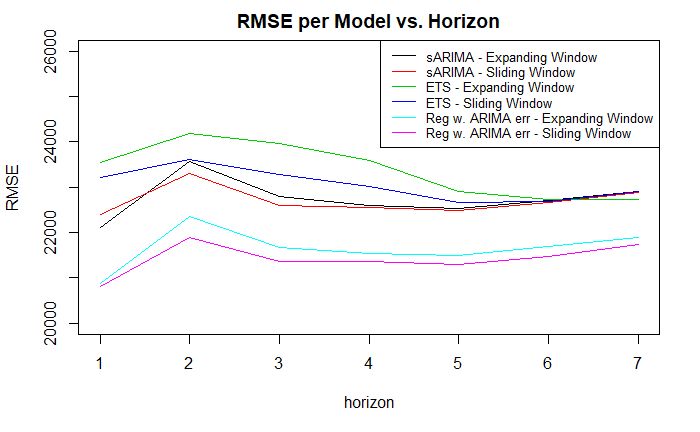 RMSE per Model vs. Horizon
sARIMA - Expanding Window
sARIMA - Sliding Window
ETS - Expanding Window
ETS - Sliding Window
Reg w. ARIMA err - Expanding Window
Reg w. ARIMA err - Sliding Window
RMSE
26000
24000
22000
20000
1 2 3 4 5 6 7
horizon